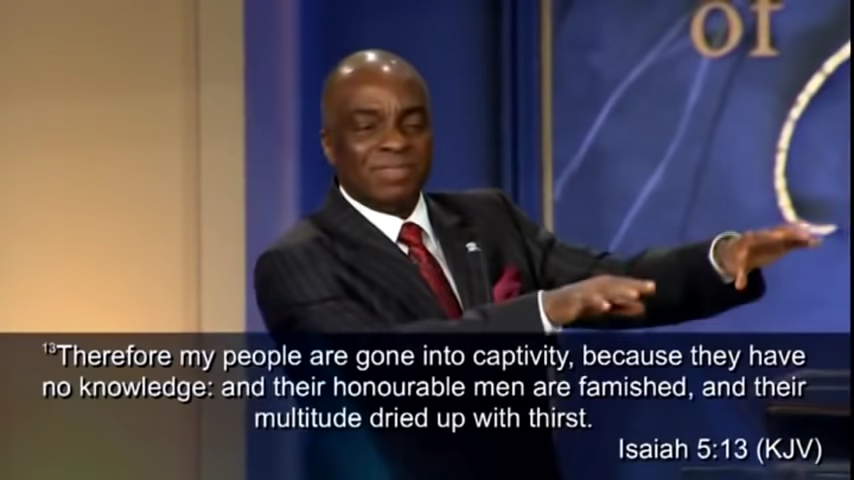 of
¹³Therefore my people are gone into captivity, because they have
no knowledge: and their honourable men are famished, and their
multitude dried up with thirst.
Isaiah 5:13 (KJV)